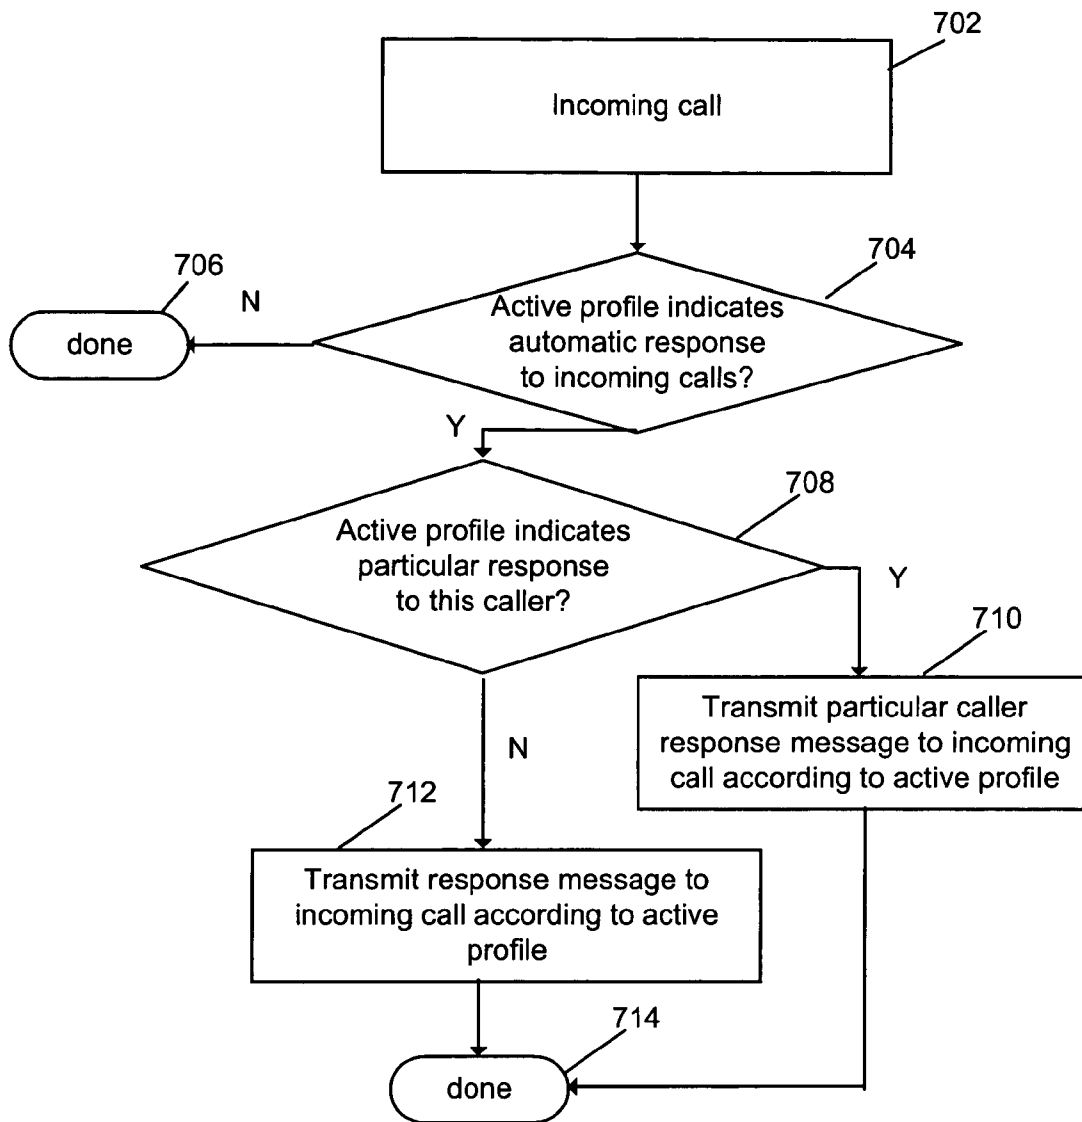 702
Incoming call
704
706
N
Active profile indicates
automatic response
to incoming calls?
done
Y
708
Active profile indicates
particular response
to this caller?
Y
710
Transmit particular caller
response message to incoming
call according to active profile
N
712
Transmit response message to
incoming call according to active
profile
714
done